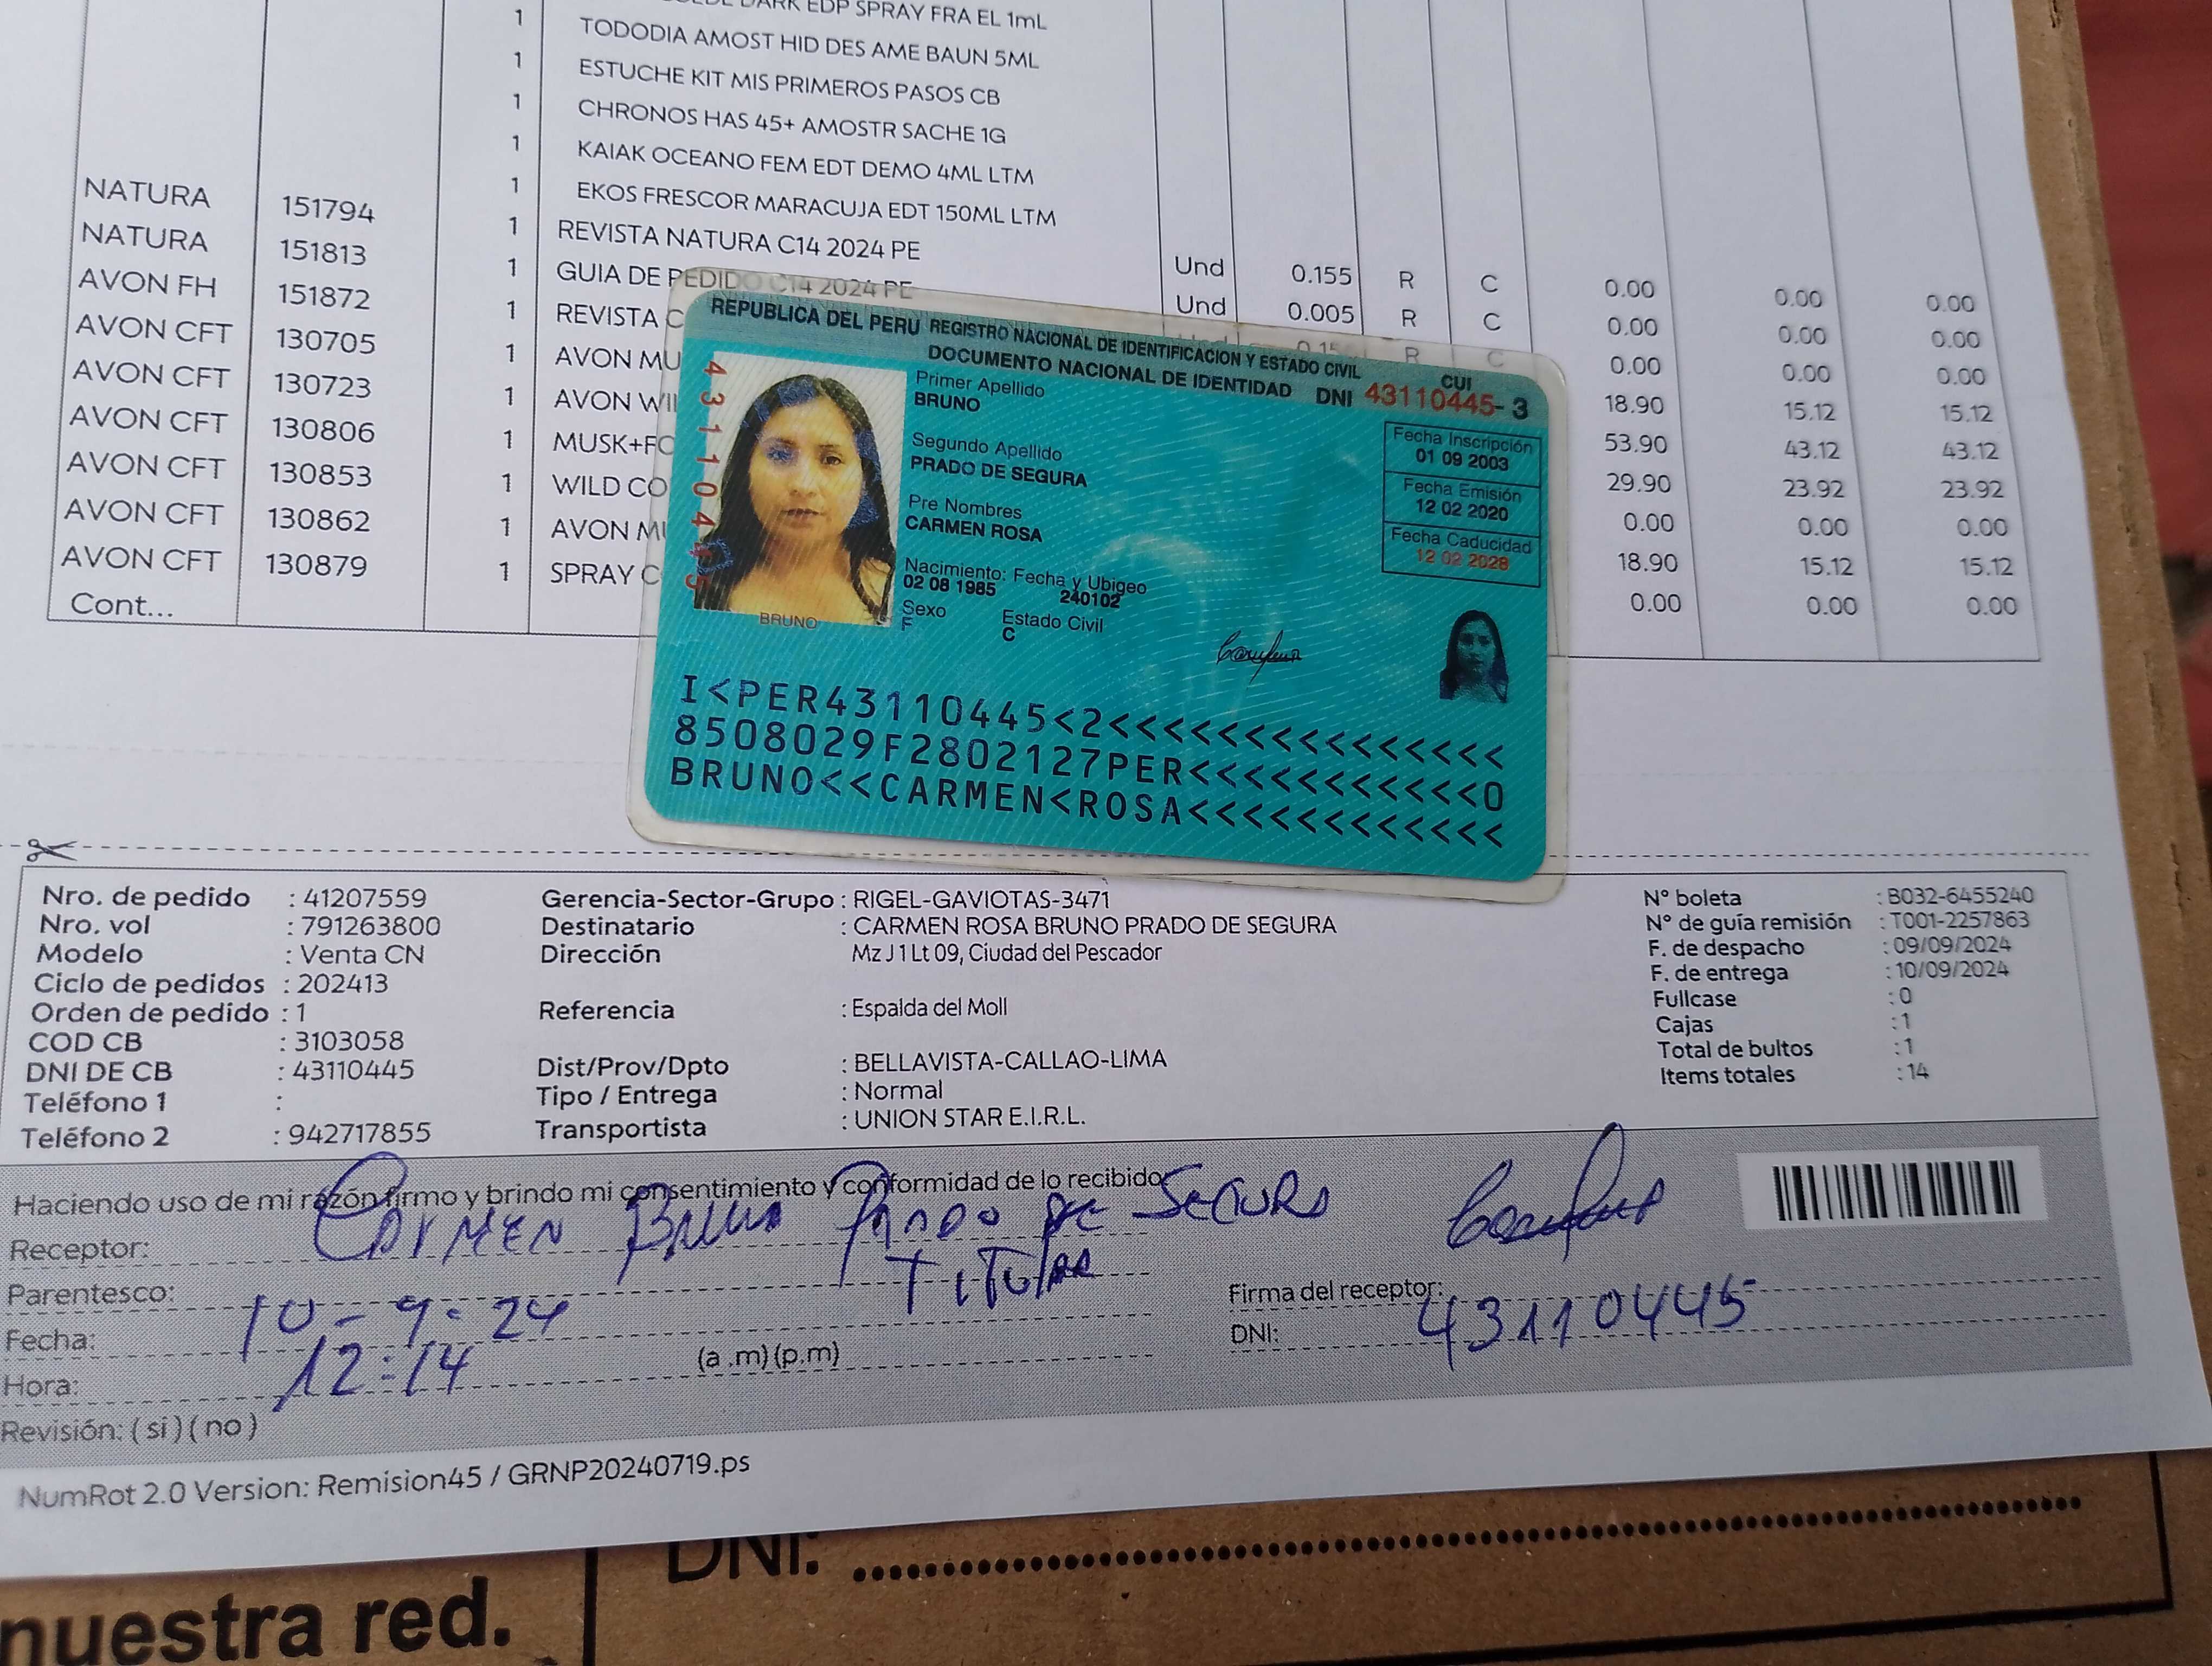 DARK EDP SPRAY FRA EL 1mL
1 TODODIA AMOST HID DES AME BAUN 5ML
1 ESTUCHE KIT MIS PRIMEROS PASOS CB
1 CHRONOS HAS 45+ AMOSTR SACHE 1G
1 KAIAK OCEANO FEM EDT DEMO 4ML LTM
1 EKOS FRESCOR MARACUJA EDT 150ML LTM
NATURA 151794 1 REVISTA NATURA C14 2024 PE Und 0.155 R C 0.00 0.00 0.00
NATURA 151813 1 GUIA DE PEDIDO C14 2024 PE Und 0.005 R C 0.00 0.00 0.00
AVON FH 151872 1 REVISTA C R C 0.00 0.00 0.00
AVON CFT 130705 1 AVON MU 18.90 15.12 15.12
AVON CFT 130723 1 AVON WI 53.90 43.12 43.12
AVON CFT 130806 1 MUSK+FO 29.90 23.92 23.92
AVON CFT 130853 1 WILD CO 0.00 0.00 0.00
AVON CFT 130862 1 AVON MU 18.90 15.12 15.12
AVON CFT 130879 1 SPRAY C 0.00 0.00 0.00
Cont...
REPUBLICA DEL PERU REGISTRO NACIONAL DE IDENTIFICACION Y ESTADO CIVIL
DOCUMENTO NACIONAL DE IDENTIDAD DNI 43110445- 3
CUI
43110445
Primer Apellido
BRUNO
Segundo Apellido
PRADO DE SEGURA
Pre Nombres
CARMEN ROSA
Nacimiento: Fecha y Ubigeo
02 08 1985 240102
Sexo Estado Civil
F C
Fecha Inscripción
01 09 2003
Fecha Emisión
12 02 2020
Fecha Caducidad
12 02 2028
BRUNO
I<PER43110445<2<<<<<<<<<<<<<<<
8508029F2802127PER<<<<<<<<<<<0
BRUNO<<CARMEN<ROSA<<<<<<<<<<<<
Nro. de pedido : 41207559
Nro. vol : 791263800
Modelo : Venta CN
Ciclo de pedidos : 202413
Orden de pedido : 1
COD CB : 3103058
DNI DE CB : 43110445
Teléfono 1 :
Teléfono 2 : 942717855
Gerencia-Sector-Grupo : RIGEL-GAVIOTAS-3471
Destinatario : CARMEN ROSA BRUNO PRADO DE SEGURA
Dirección Mz J 1 Lt 09, Ciudad del Pescador
Referencia : Espalda del Moll
Dist/Prov/Dpto : BELLAVISTA-CALLAO-LIMA
Tipo / Entrega : Normal
Transportista : UNION STAR E.I.R.L.
N° boleta : B032-6455240
N° de guía remisión : T001-2257863
F. de despacho : 09/09/2024
F. de entrega : 10/09/2024
Fullcase : 0
Cajas : 1
Total de bultos : 1
Items totales : 14
Haciendo uso de mi razón firmo y brindo mi consentimiento y conformidad de lo recibido
Receptor: CARMEN BRUNO PRADO DE SEGURA
Parentesco: TITULAR
Firma del receptor:
Fecha: 10-9-24
DNI: 43110445
Hora: 12:14 (a .m) (p.m)
Revisión: ( si ) ( no )
NumRot 2.0 Version: Remision45 / GRNP20240719.ps
DNI:
nuestra red.